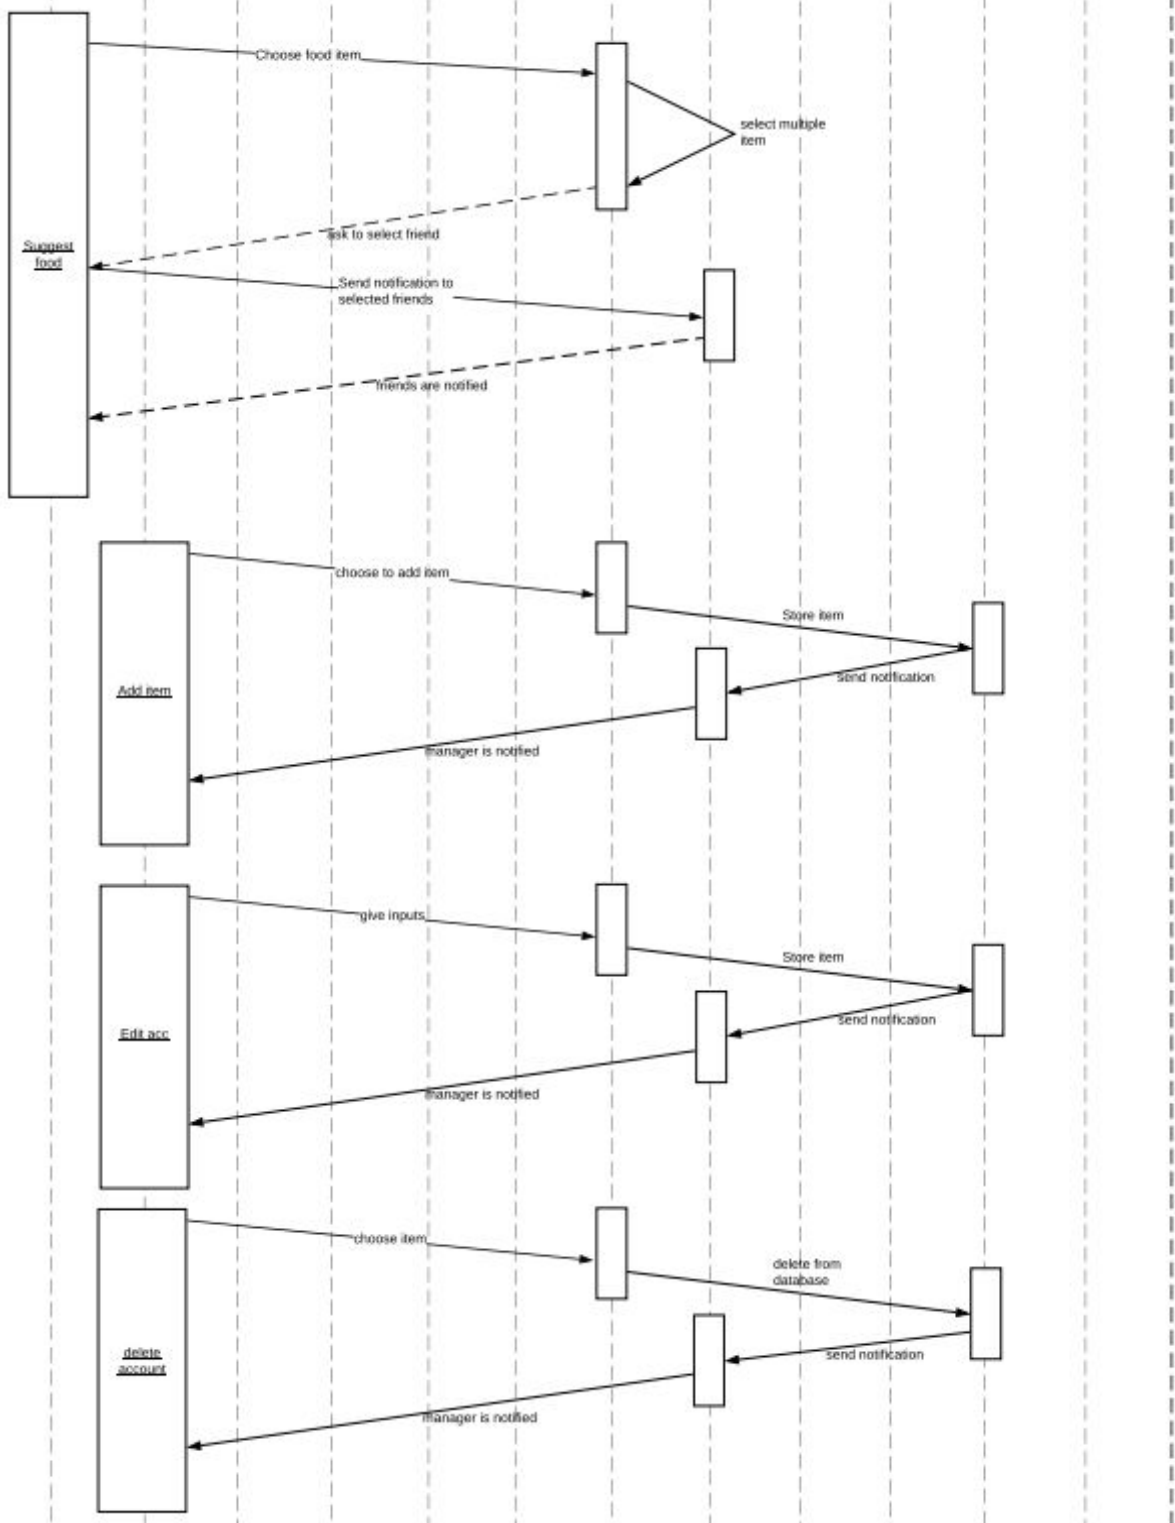 Choose food item
select multiple
item
ask to select friend
Suggest
food
Send notification to
selected friends
friends are notified
choose to add item
Store item
send notification
Add item
manager is notified
give inputs
Store item
send notification
Edit acc
manager is notified
choose item
delete from
database
send notification
delete
account
manager is notified